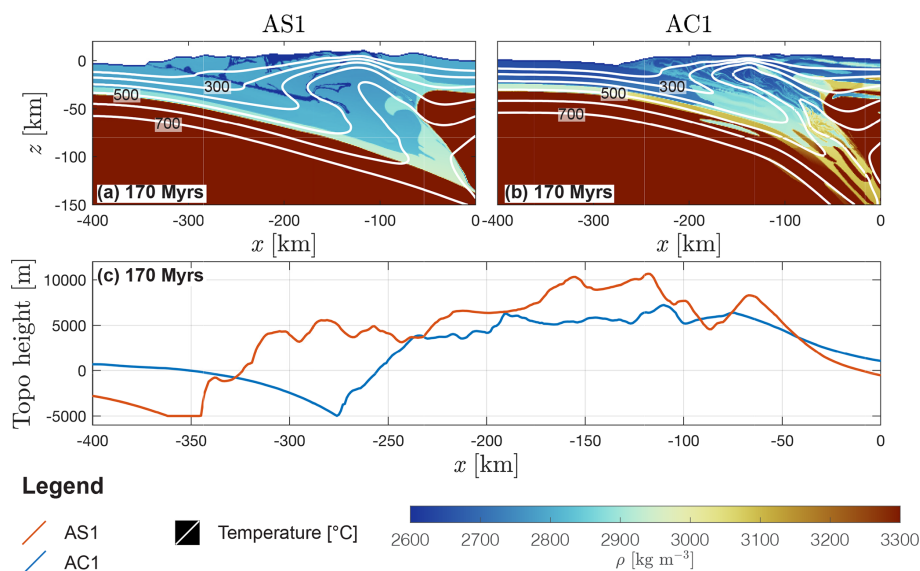 AS1 AC1
0
-50
-100
-150
z [km]
300
500
700
(a) 170 Myrs
-400 -300 -200 -100
x [km]
300
500
700
(b) 170 Myrs
0
-50
-100
-150
-400 -300 -200 -100 0
x [km]
(c) 170 Myrs
10000
5000
0
-5000
Topo height [m]
-400 -350 -300 -250 -200 -150 -100 -50 0
x [km]
Legend
AS1
AC1
Temperature [°C]
2600 2700 2800 2900 3000 3100 3200 3300
ρ [kg m⁻³]